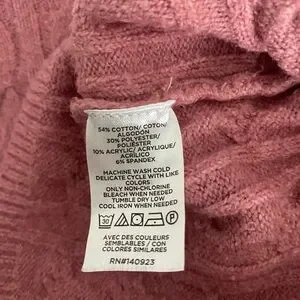 54% COTTON/ COTON/
ALGODÓN
30% POLYESTER/
POLIÉSTER
10% ACRYLIC/ ACRYLIQUE/
ACRÍLICO
6% SPANDEX
MACHINE WASH COLD
DELICATE CYCLE WITH LIKE
COLORS
ONLY NON-CHLORINE
BLEACH WHEN NEEDED
TUMBLE DRY LOW
COOL IRON WHEN NEEDED
30 P
AVEC DES COULEURS
SEMBLABLES / CON
COLORES SIMILARES
RN#140923